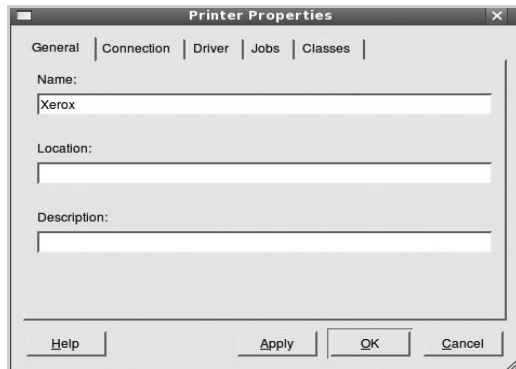 Printer Properties
General Connection Driver Jobs Classes
Name:
Xerox
Location:
Description:
Help Apply OK Cancel